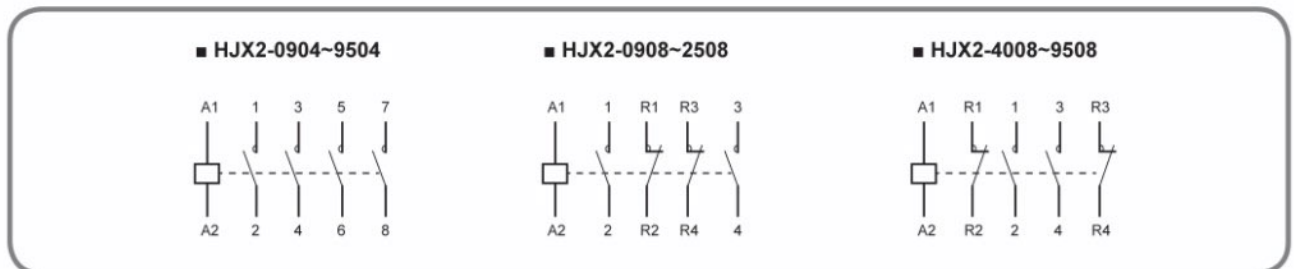 ■ HJX2-0904~9504
A1 1 3 5 7
A2 2 4 6 8
■ HJX2-0908~2508
A1 1 R1 R3 3
A2 2 R2 R4 4
■ HJX2-4008~9508
A1 R1 1 3 R3
A2 R2 2 4 R4